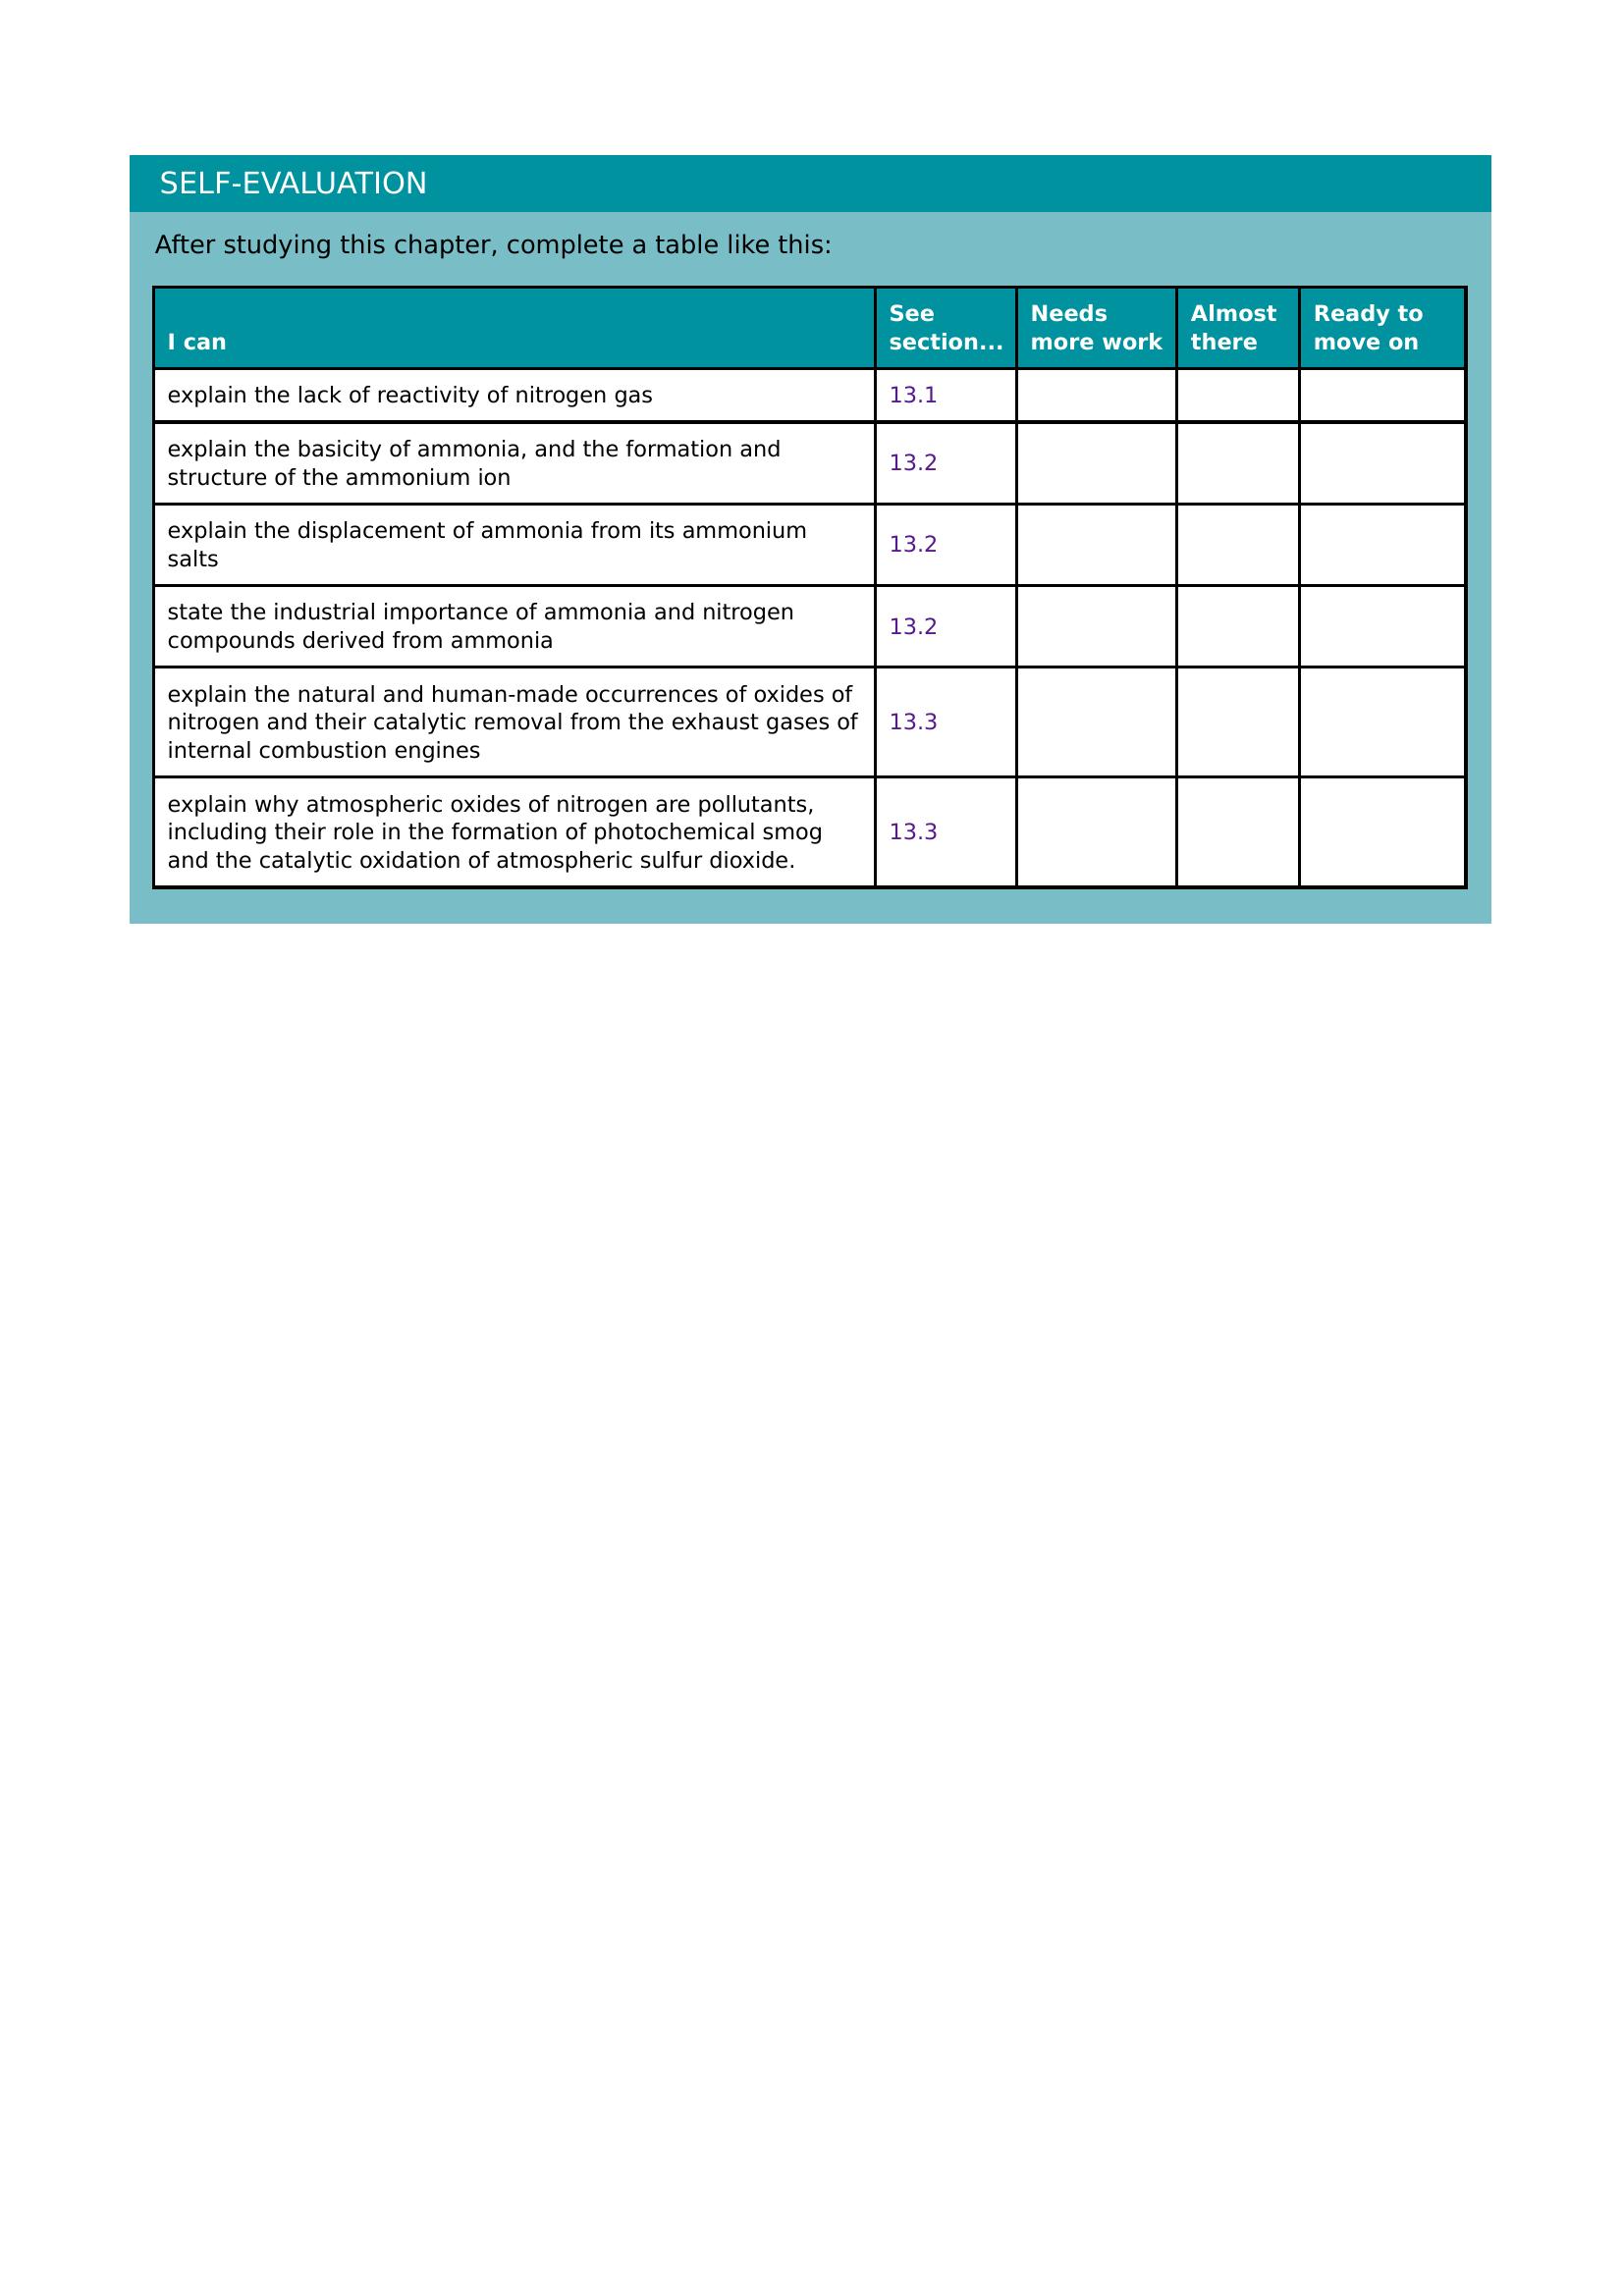 SELF-EVALUATION
After studying this chapter, complete a table like this:
I can
See
section...
Needs
more work
Almost
there
Ready to
move on
explain the lack of reactivity of nitrogen gas
13.1
explain the basicity of ammonia, and the formation and
structure of the ammonium ion
13.2
explain the displacement of ammonia from its ammonium
salts
13.2
state the industrial importance of ammonia and nitrogen
compounds derived from ammonia
13.2
explain the natural and human-made occurrences of oxides of
nitrogen and their catalytic removal from the exhaust gases of
internal combustion engines
13.3
explain why atmospheric oxides of nitrogen are pollutants,
including their role in the formation of photochemical smog
and the catalytic oxidation of atmospheric sulfur dioxide.
13.3